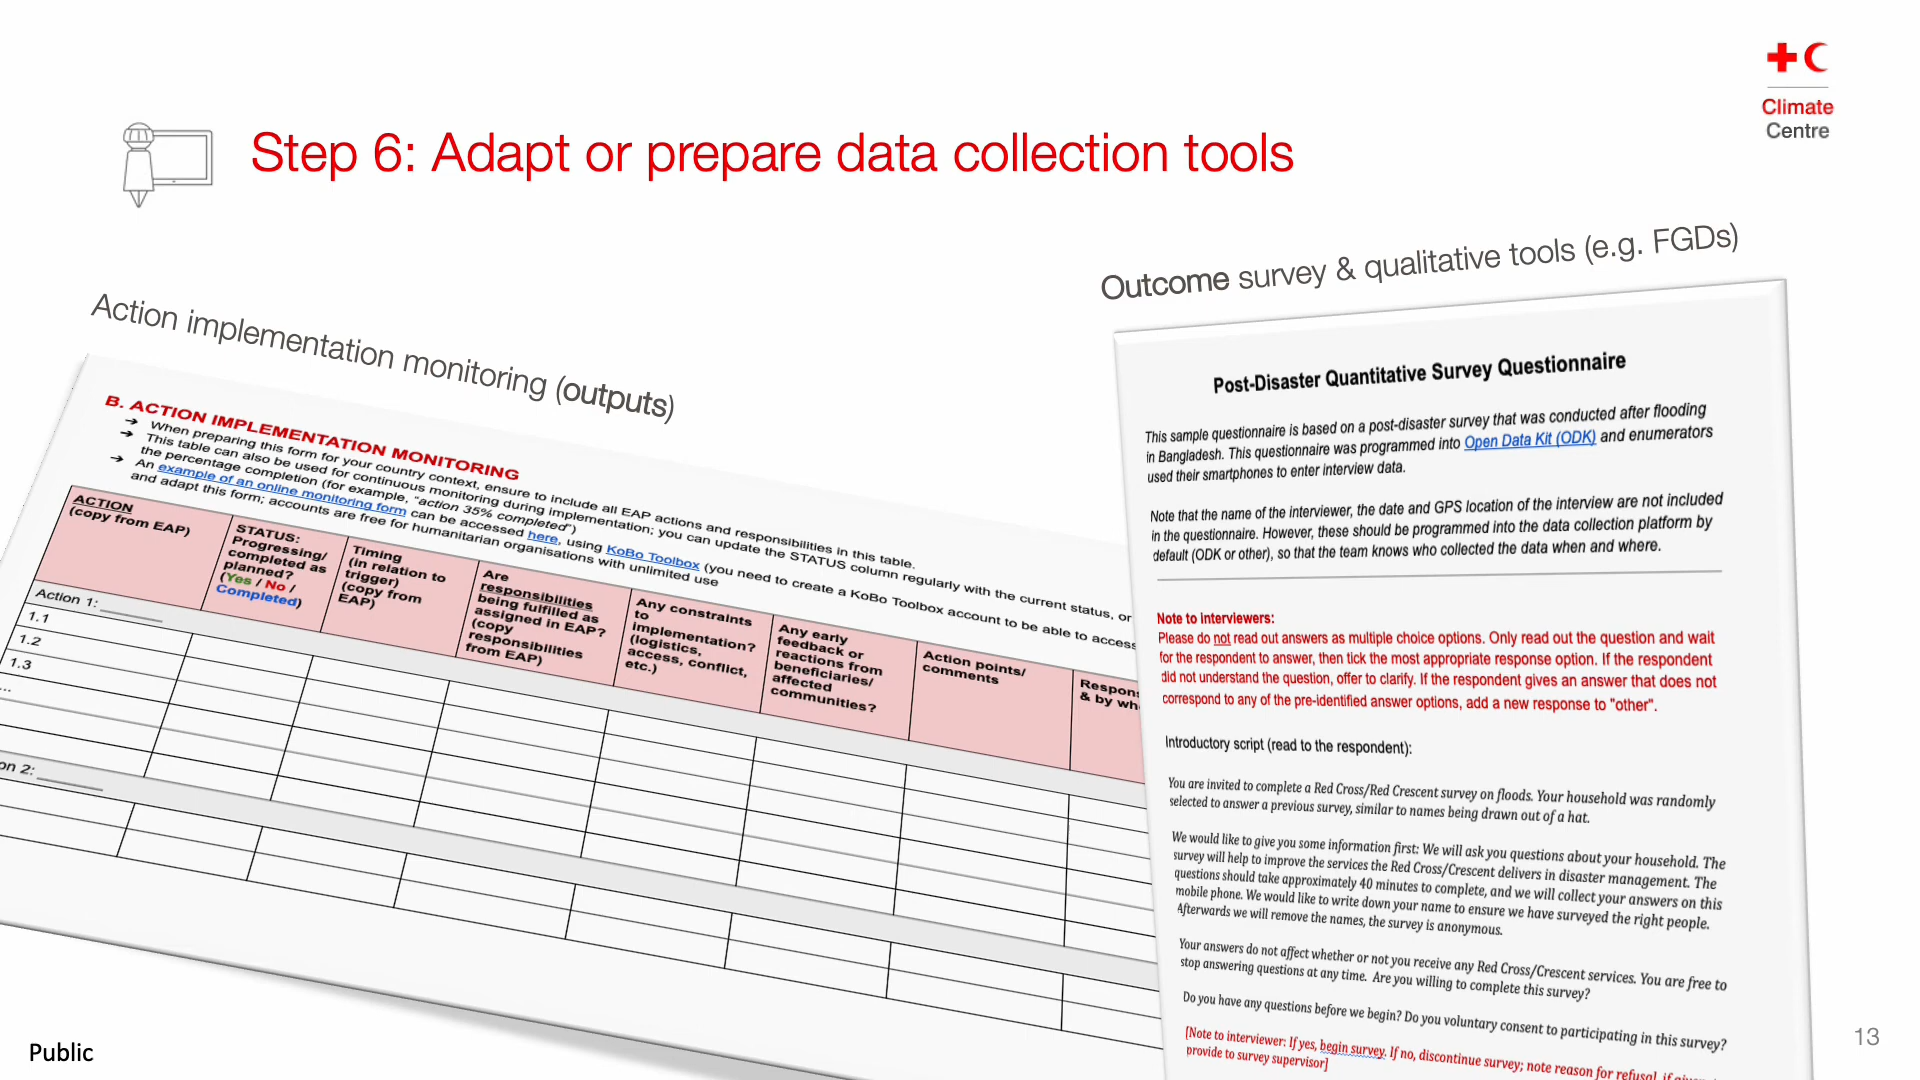 Climate
Centre
Step 6: Adapt or prepare data collection tools
Action implementation monitoring (outputs)
B. ACTION IMPLEMENTATION MONITORING
➔ When preparing this form for your country context, ensure to include all EAP actions and responsibilities in this table.
➔ This table can also be used for continuous monitoring during implementation; you can update the STATUS column regularly with the current status, or
the percentage completion (for example, "action 35% completed")
➔ An example of an online monitoring form can be accessed here, using KoBo Toolbox (you need to create a KoBo Toolbox account to be able to access
and adapt this form; accounts are free for humanitarian organisations with unlimited use
ACTION
(copy from EAP)
STATUS:
Progressing/
completed as
planned?
(Yes / No /
Completed)
Timing
(in relation to
trigger)
(copy from
EAP)
Are
responsibilities
being fulfilled as
assigned in EAP?
(copy
responsibilities
from EAP)
Any constraints
to
implementation?
(logistics,
access, conflict,
etc.)
Any early
feedback or
reactions from
beneficiaries/
affected
communities?
Action points/
comments
& by
Action 1: ______
1.1
1.2
1.3
...
2: ______
Outcome survey & qualitative tools (e.g. FGDs)
Post-Disaster Quantitative Survey Questionnaire
This sample questionnaire is based on a post-disaster survey that was conducted after flooding
in Bangladesh. This questionnaire was programmed into Open Data Kit (ODK) and enumerators
used their smartphones to enter interview data.
Note that the name of the interviewer, the date and GPS location of the interview are not included
in the questionnaire. However, these should be programmed into the data collection platform by
default (ODK or other), so that the team knows who collected the data when and where.
Note to interviewers:
Please do not read out answers as multiple choice options. Only read out the question and wait
for the respondent to answer, then tick the most appropriate response option. If the respondent
did not understand the question, offer to clarify. If the respondent gives an answer that does not
correspond to any of the pre-identified answer options, add a new response to "other".
Introductory script (read to the respondent):
You are invited to complete a Red Cross/Red Crescent survey on floods. Your household was randomly
selected to answer a previous survey, similar to names being drawn out of a hat.
We would like to give you some information first: We will ask you questions about your household. The
survey will help to improve the services the Red Cross/Crescent delivers in disaster management. The
questions should take approximately 40 minutes to complete, and we will collect your answers on this
mobile phone. We would like to write down your name to ensure we have surveyed the right people.
Afterwards we will remove the names, the survey is anonymous.
Your answers do not affect whether or not you receive any Red Cross/Crescent services. You are free to
stop answering questions at any time. Are you willing to complete this survey?
Do you have any questions before we begin? Do you voluntary consent to participating in this survey?
[Note to interviewer: If yes, begin survey. If no, discontinue survey; note reason for refusal, if
provide to survey supervisor]
Public
13